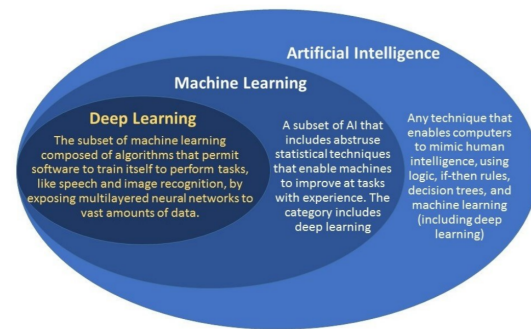 Artificial Intelligence
Machine Learning
Deep Learning
The subset of machine learning
composed of algorithms that permit
software to train itself to perform tasks,
like speech and image recognition, by
exposing multilayered neural networks to
vast amounts of data.
A subset of AI that
includes abstruse
statistical techniques
that enable machines
to improve at tasks
with experience. The
category includes
deep learning
Any technique that
enables computers
to mimic human
intelligence, using
logic, if-then rules,
decision trees, and
machine learning
(including deep
learning)